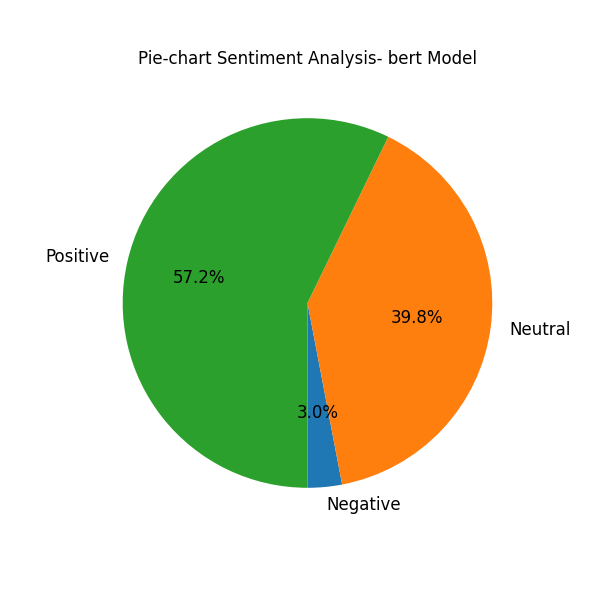 Pie-chart Sentiment Analysis- bert Model
Positive
57.2%
39.8%
Neutral
3.0%
Negative